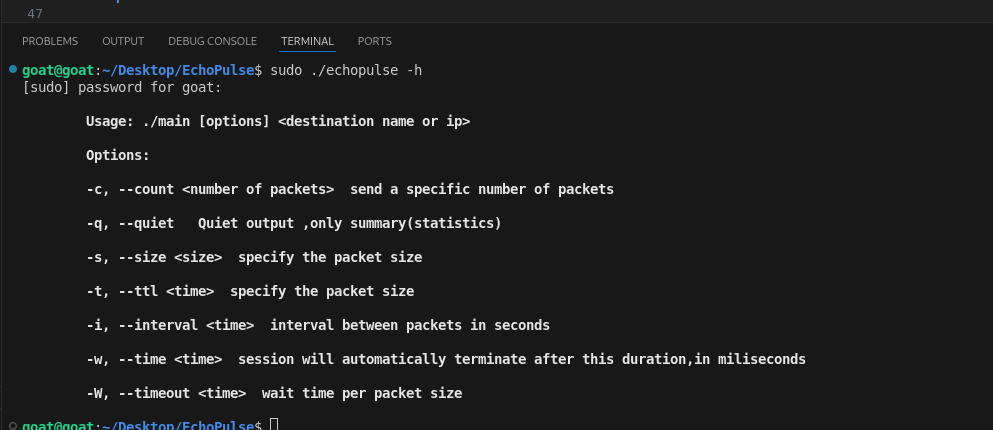 47
PROBLEMS OUTPUT DEBUG CONSOLE TERMINAL PORTS
goat@goat:~/Desktop/EchoPulse$ sudo ./echopulse -h
[sudo] password for goat:
Usage: ./main [options] <destination name or ip>
Options:
-c, --count <number of packets>  send a specific number of packets
-q, --quiet   Quiet output ,only summary(statistics)
-s, --size <size>  specify the packet size
-t, --ttl <time>  specify the packet size
-i, --interval <time>  interval between packets in seconds
-w, --time <time>  session will automatically terminate after this duration,in miliseconds
-W, --timeout <time>  wait time per packet size
goat@goat:~/Desktop/EchoPulse$